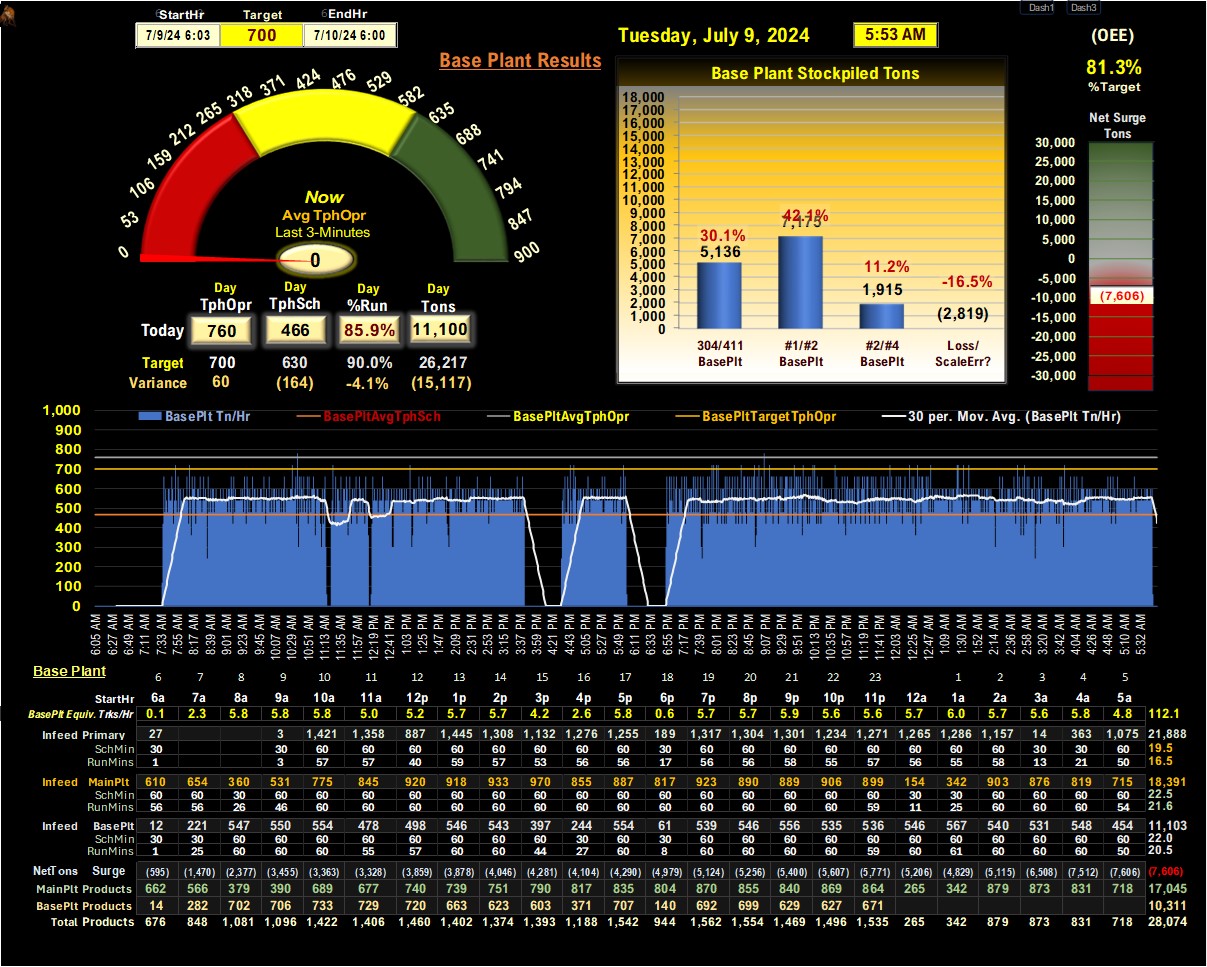 StartHr Target EndHr
7/9/24 6:03 700 7/10/24 6:00
Dash1 Dash3
Tuesday, July 9, 2024 5:53 AM
(OEE)
81.3%
%Target
Base Plant Results
0 53 106 159 212 265 318 371 424 476 529 582 635 688 741 794 847 900
Now
Avg TphOpr
Last 3-Minutes
0
Day Day Day Day
TphOpr TphSch %Run Tons
Today 760 466 85.9% 11,100
Target 700 630 90.0% 26,217
Variance 60 (164) -4.1% (15,117)
Base Plant Stockpiled Tons
18,000
17,000
16,000
15,000
14,000
13,000
12,000
11,000
10,000
9,000
8,000
7,000
6,000
5,000
4,000
3,000
2,000
1,000
0
30.1%
5,136
42.1%
7,175
11.2%
1,915
-16.5%
(2,819)
304/411 #1/#2 #2/#4 Loss/
BasePlt BasePlt BasePlt ScaleErr?
Net Surge
Tons
30,000
25,000
20,000
15,000
10,000
5,000
0
-5,000
-10,000
-15,000
-20,000
-25,000
-30,000
(7,606)
BasePlt Tn/Hr BasePltAvgTphSch BasePltAvgTphOpr BasePltTargetTphOpr 30 per. Mov. Avg. (BasePlt Tn/Hr)
1,000
900
800
700
600
500
400
300
200
100
0
6:05 AM 6:27 AM 6:49 AM 7:11 AM 7:33 AM 7:55 AM 8:17 AM 8:39 AM 9:01 AM 9:23 AM 9:45 AM 10:07 AM 10:29 AM 10:51 AM 11:13 AM 11:35 AM 11:57 AM 12:19 PM 12:41 PM 1:03 PM 1:25 PM 1:47 PM 2:09 PM 2:31 PM 2:53 PM 3:15 PM 3:37 PM 3:59 PM 4:21 PM 4:43 PM 5:05 PM 5:27 PM 5:49 PM 6:11 PM 6:33 PM 6:55 PM 7:17 PM 7:39 PM 8:01 PM 8:23 PM 8:45 PM 9:07 PM 9:29 PM 9:51 PM 10:13 PM 10:35 PM 10:57 PM 11:19 PM 11:41 PM 12:03 AM 12:25 AM 12:47 AM 1:09 AM 1:30 AM 1:52 AM 2:14 AM 2:36 AM 2:58 AM 3:20 AM 3:42 AM 4:04 AM 4:26 AM 4:48 AM 5:10 AM 5:32 AM
Base Plant
6 7 8 9 10 11 12 13 14 15 16 17 18 19 20 21 22 23 1 2 3 4 5
StartHr 6a 7a 8a 9a 10a 11a 12p 1p 2p 3p 4p 5p 6p 7p 8p 9p 10p 11p 12a 1a 2a 3a 4a 5a
BasePlt Equiv. Trks/Hr 0.1 2.3 5.8 5.8 5.8 5.0 5.2 5.7 5.7 4.2 2.6 5.8 0.6 5.7 5.7 5.9 5.6 5.6 5.7 6.0 5.7 5.6 5.8 4.8 112.1
Infeed Primary 27 3 1,421 1,358 887 1,445 1,308 1,132 1,276 1,255 189 1,317 1,304 1,301 1,234 1,271 1,265 1,286 1,157 14 363 1,075 21,888
SchMin 30 30 60 60 60 60 60 60 60 60 30 60 60 60 60 60 60 60 60 30 30 60 19.5
RunMins 1 3 57 57 40 59 57 53 56 56 17 56 56 58 55 57 56 55 58 13 21 50 16.5
Infeed MainPlt 610 654 360 531 775 845 920 918 933 970 855 887 817 923 890 889 906 899 154 342 903 876 819 715 18,391
SchMin 60 60 30 60 60 60 60 60 60 60 60 60 60 60 60 60 60 60 30 30 60 60 60 60 22.5
RunMins 56 56 26 46 60 60 60 60 60 60 60 60 60 60 60 60 60 59 11 25 60 60 60 54 21.6
Infeed BasePlt 12 221 547 550 554 478 498 546 543 397 244 554 61 539 546 556 535 536 546 567 540 531 548 454 11,103
SchMin 30 30 60 60 60 60 60 60 60 60 30 60 30 60 60 60 60 60 60 60 60 60 60 60 22.0
RunMins 1 25 60 60 60 55 57 60 60 44 27 60 8 60 60 60 60 59 60 61 60 60 60 50 20.5
NetTons Surge (595) (1,470) (2,377) (3,455) (3,363) (3,328) (3,859) (3,878) (4,046) (4,281) (4,104) (4,290) (4,979) (5,124) (5,256) (5,400) (5,607) (5,771) (5,206) (4,829) (5,115) (6,508) (7,512) (7,606) (7,606)
MainPlt Products 662 566 379 390 689 677 740 739 751 790 817 835 804 870 855 840 869 864 265 342 879 873 831 718 17,045
BasePlt Products 14 282 702 706 733 729 720 663 623 603 371 707 140 692 699 629 627 671 10,311
Total Products 676 848 1,081 1,096 1,422 1,406 1,460 1,402 1,374 1,393 1,188 1,542 944 1,562 1,554 1,469 1,496 1,535 265 342 879 873 831 718 28,074